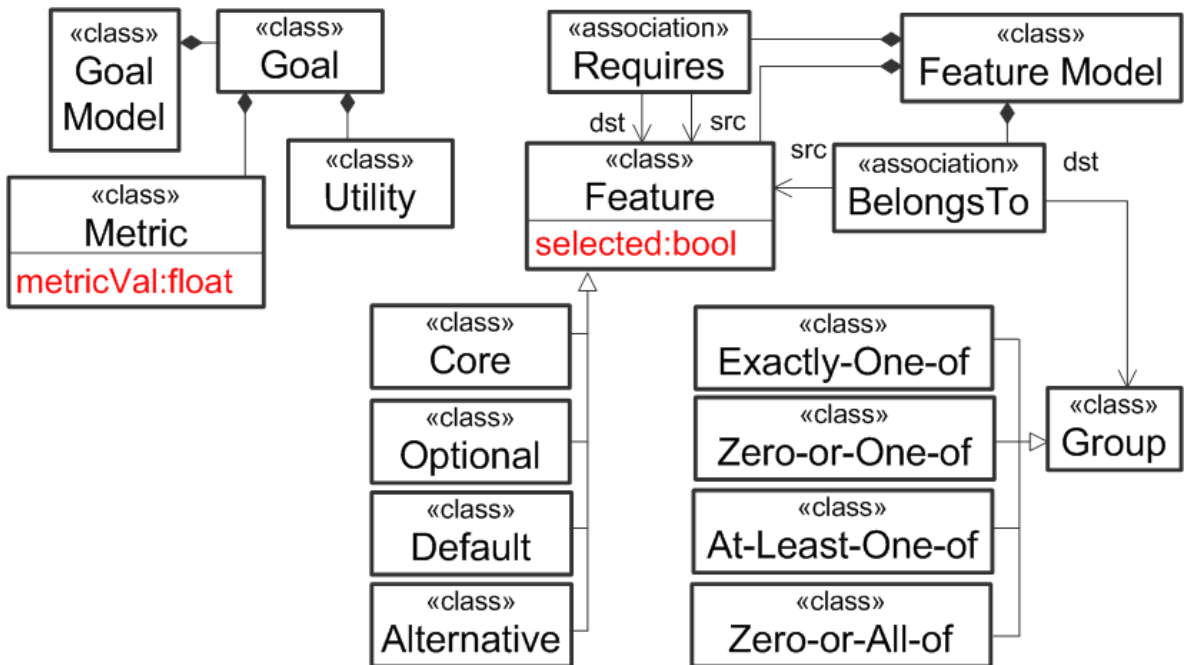 «class»
Goal
Model
«class»
Goal
«class»
Metric
metricVal:float
«class»
Utility
«association»
Requires
dst
src
«class»
Feature Model
«class»
Feature
selected:bool
src
«association»
BelongsTo
dst
«class»
Core
«class»
Optional
«class»
Default
«class»
Alternative
«class»
Exactly-One-of
«class»
Zero-or-One-of
«class»
At-Least-One-of
«class»
Zero-or-All-of
«class»
Group